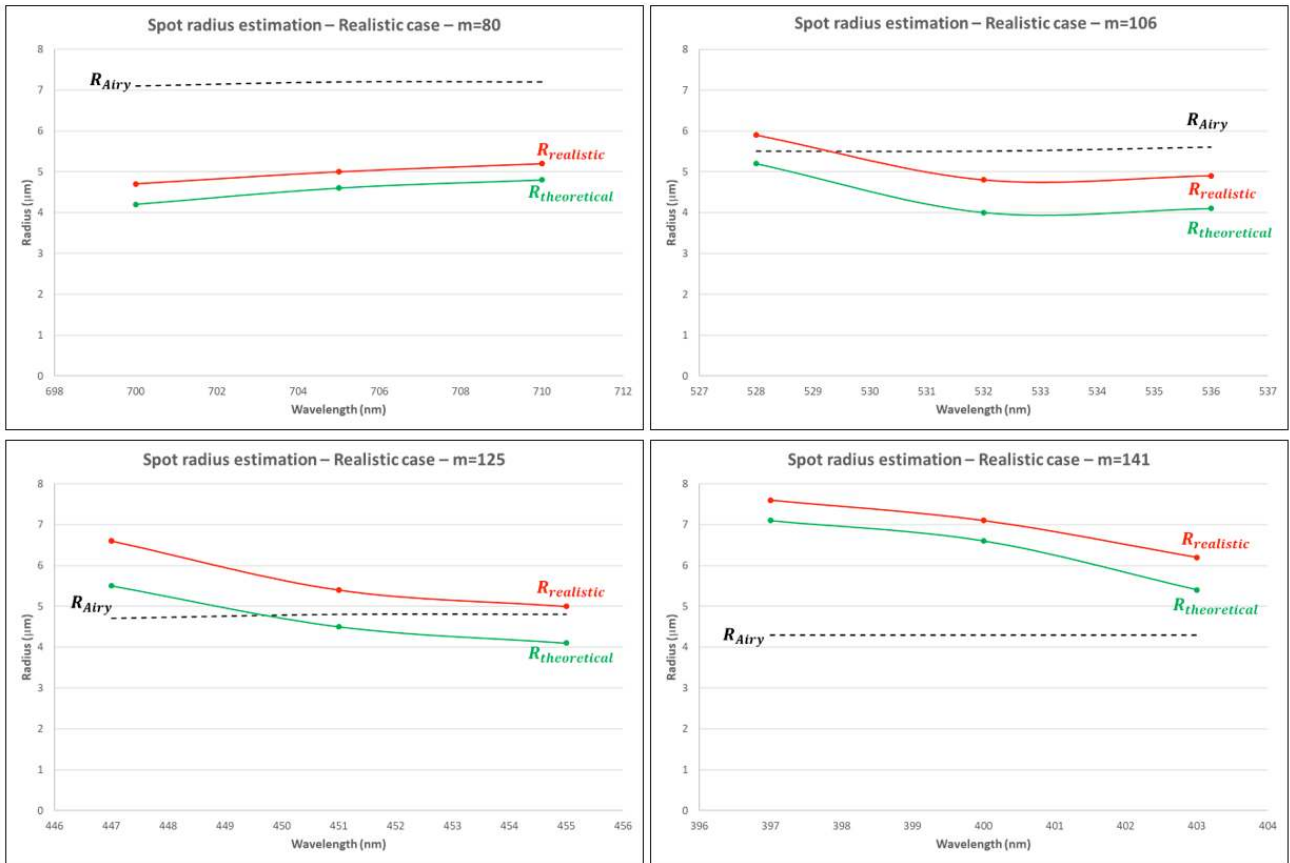 Spot radius estimation – Realistic case – m=80
8
7
6
5
4
3
2
1
0
Radius (μm)
R_Airy
R_realistic
R_theoretical
698 700 702 704 706 708 710 712
Wavelength (nm)
Spot radius estimation – Realistic case – m=106
8
7
6
5
4
3
2
1
0
Radius (μm)
R_Airy
R_realistic
R_theoretical
527 528 529 530 531 532 533 534 535 536 537
Wavelength (nm)
Spot radius estimation – Realistic case – m=125
8
7
6
5
4
3
2
1
0
Radius (μm)
R_Airy
R_realistic
R_theoretical
446 447 448 449 450 451 452 453 454 455 456
Wavelength (nm)
Spot radius estimation – Realistic case – m=141
8
7
6
5
4
3
2
1
0
Radius (μm)
R_realistic
R_theoretical
R_Airy
396 397 398 399 400 401 402 403 404
Wavelength (nm)